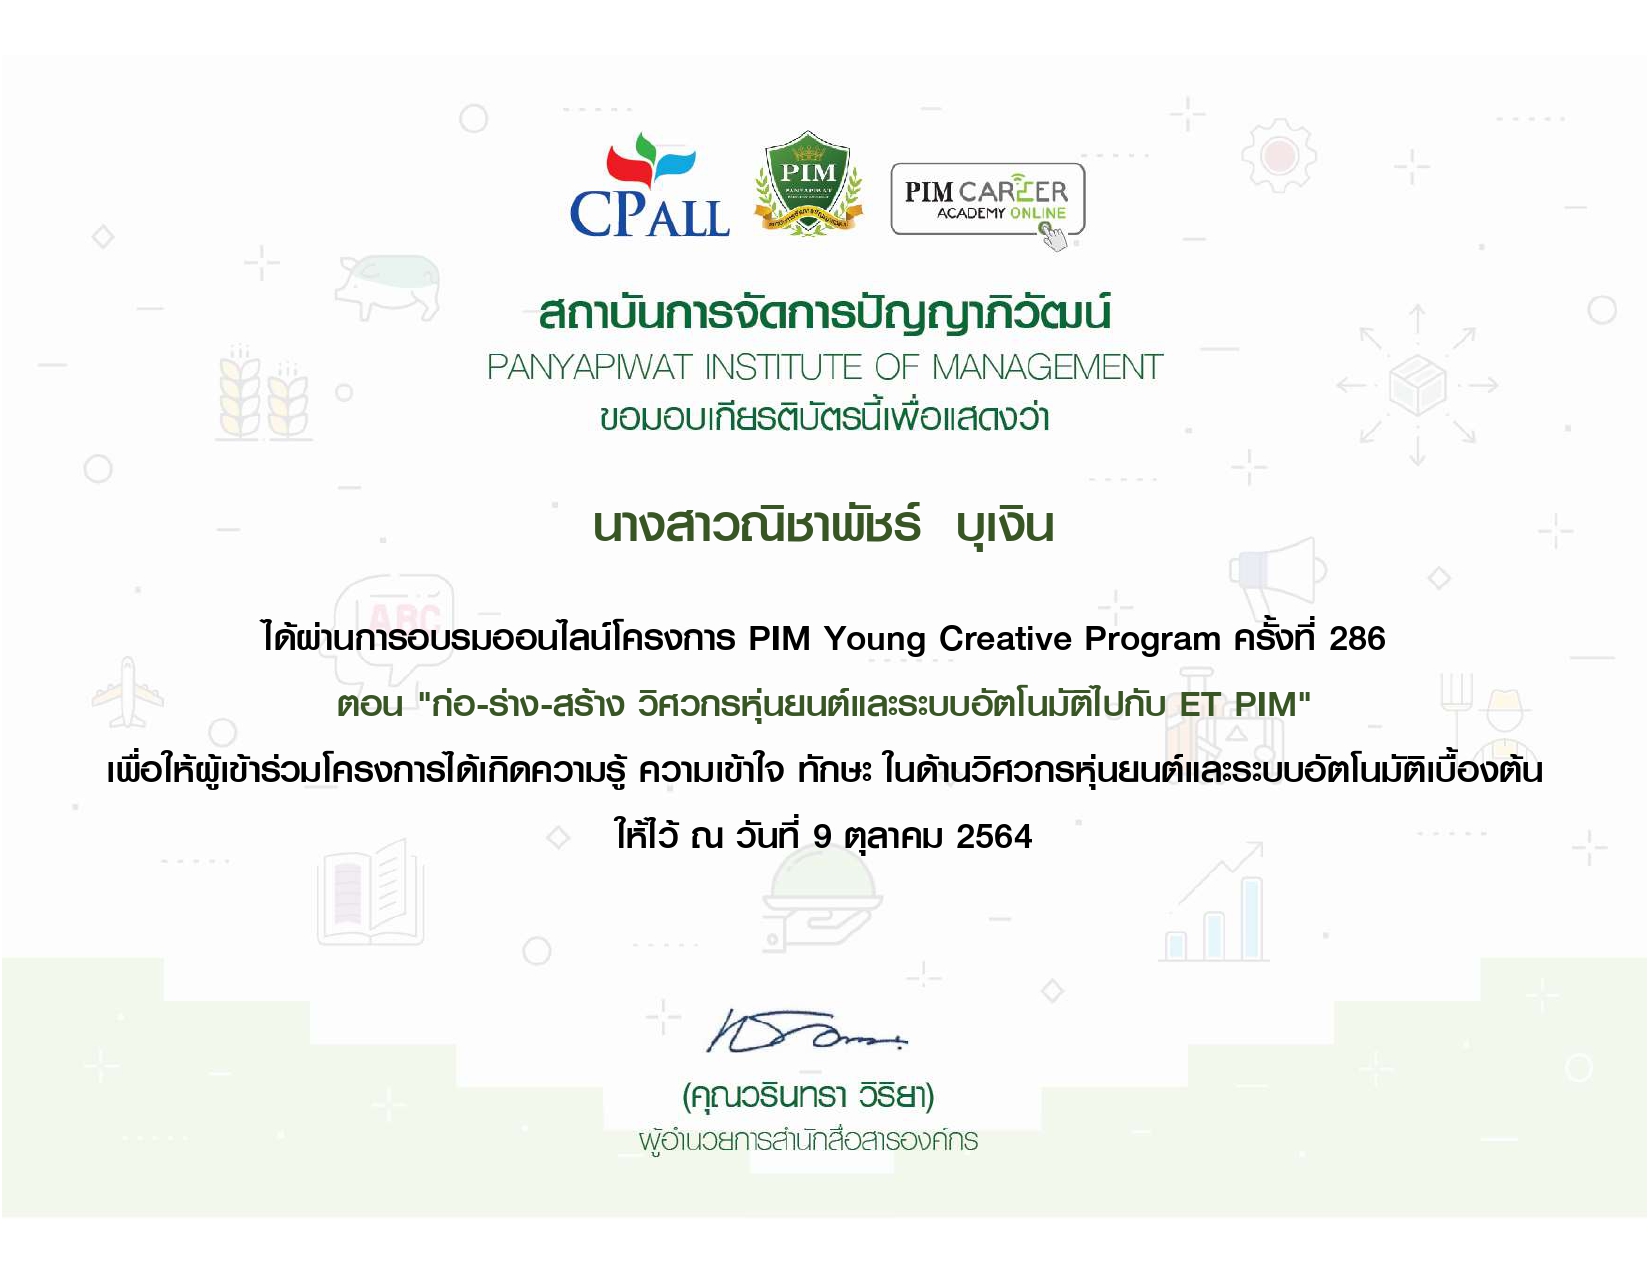 CPALL
PIM
PANYAPIWAT
PIM CAREER
ACADEMY ONLINE
สถาบันการจัดการปัญญาภิวัฒน์
PANYAPIWAT INSTITUTE OF MANAGEMENT
ขอมอบเกียรติบัตรนี้เพื่อแสดงว่า
นางสาวณิชาพัชร์ บุเงิน
ABC
ได้ผ่านการอบรมออนไลน์โครงการ PIM Young Creative Program ครั้งที่ 286
ตอน "ก่อ-ร่าง-สร้าง วิศวกรหุ่นยนต์และระบบอัตโนมัติไปกับ ET PIM"
เพื่อให้ผู้เข้าร่วมโครงการได้เกิดความรู้ ความเข้าใจ ทักษะ ในด้านวิศวกรหุ่นยนต์และระบบอัตโนมัติเบื้องต้น
ให้ไว้ ณ วันที่ 9 ตุลาคม 2564
(คุณวรินทรา วิริยา)
ผู้อำนวยการสำนักสื่อสารองค์กร